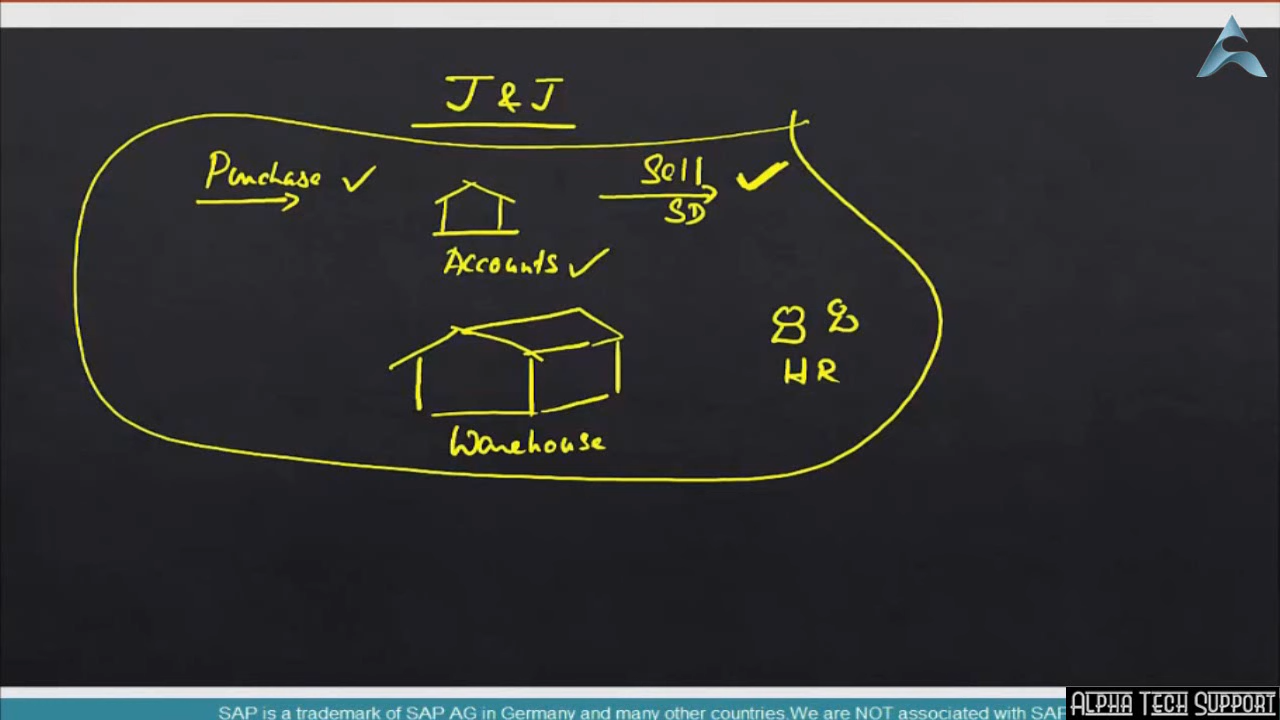 J & J
Purchase
Sell
SD
Accounts
HR
Warehouse
SAP is a trademark of SAP AG in Germany and many other countries.We are NOT associated with SAP
ALPHA TECH SUPPORT